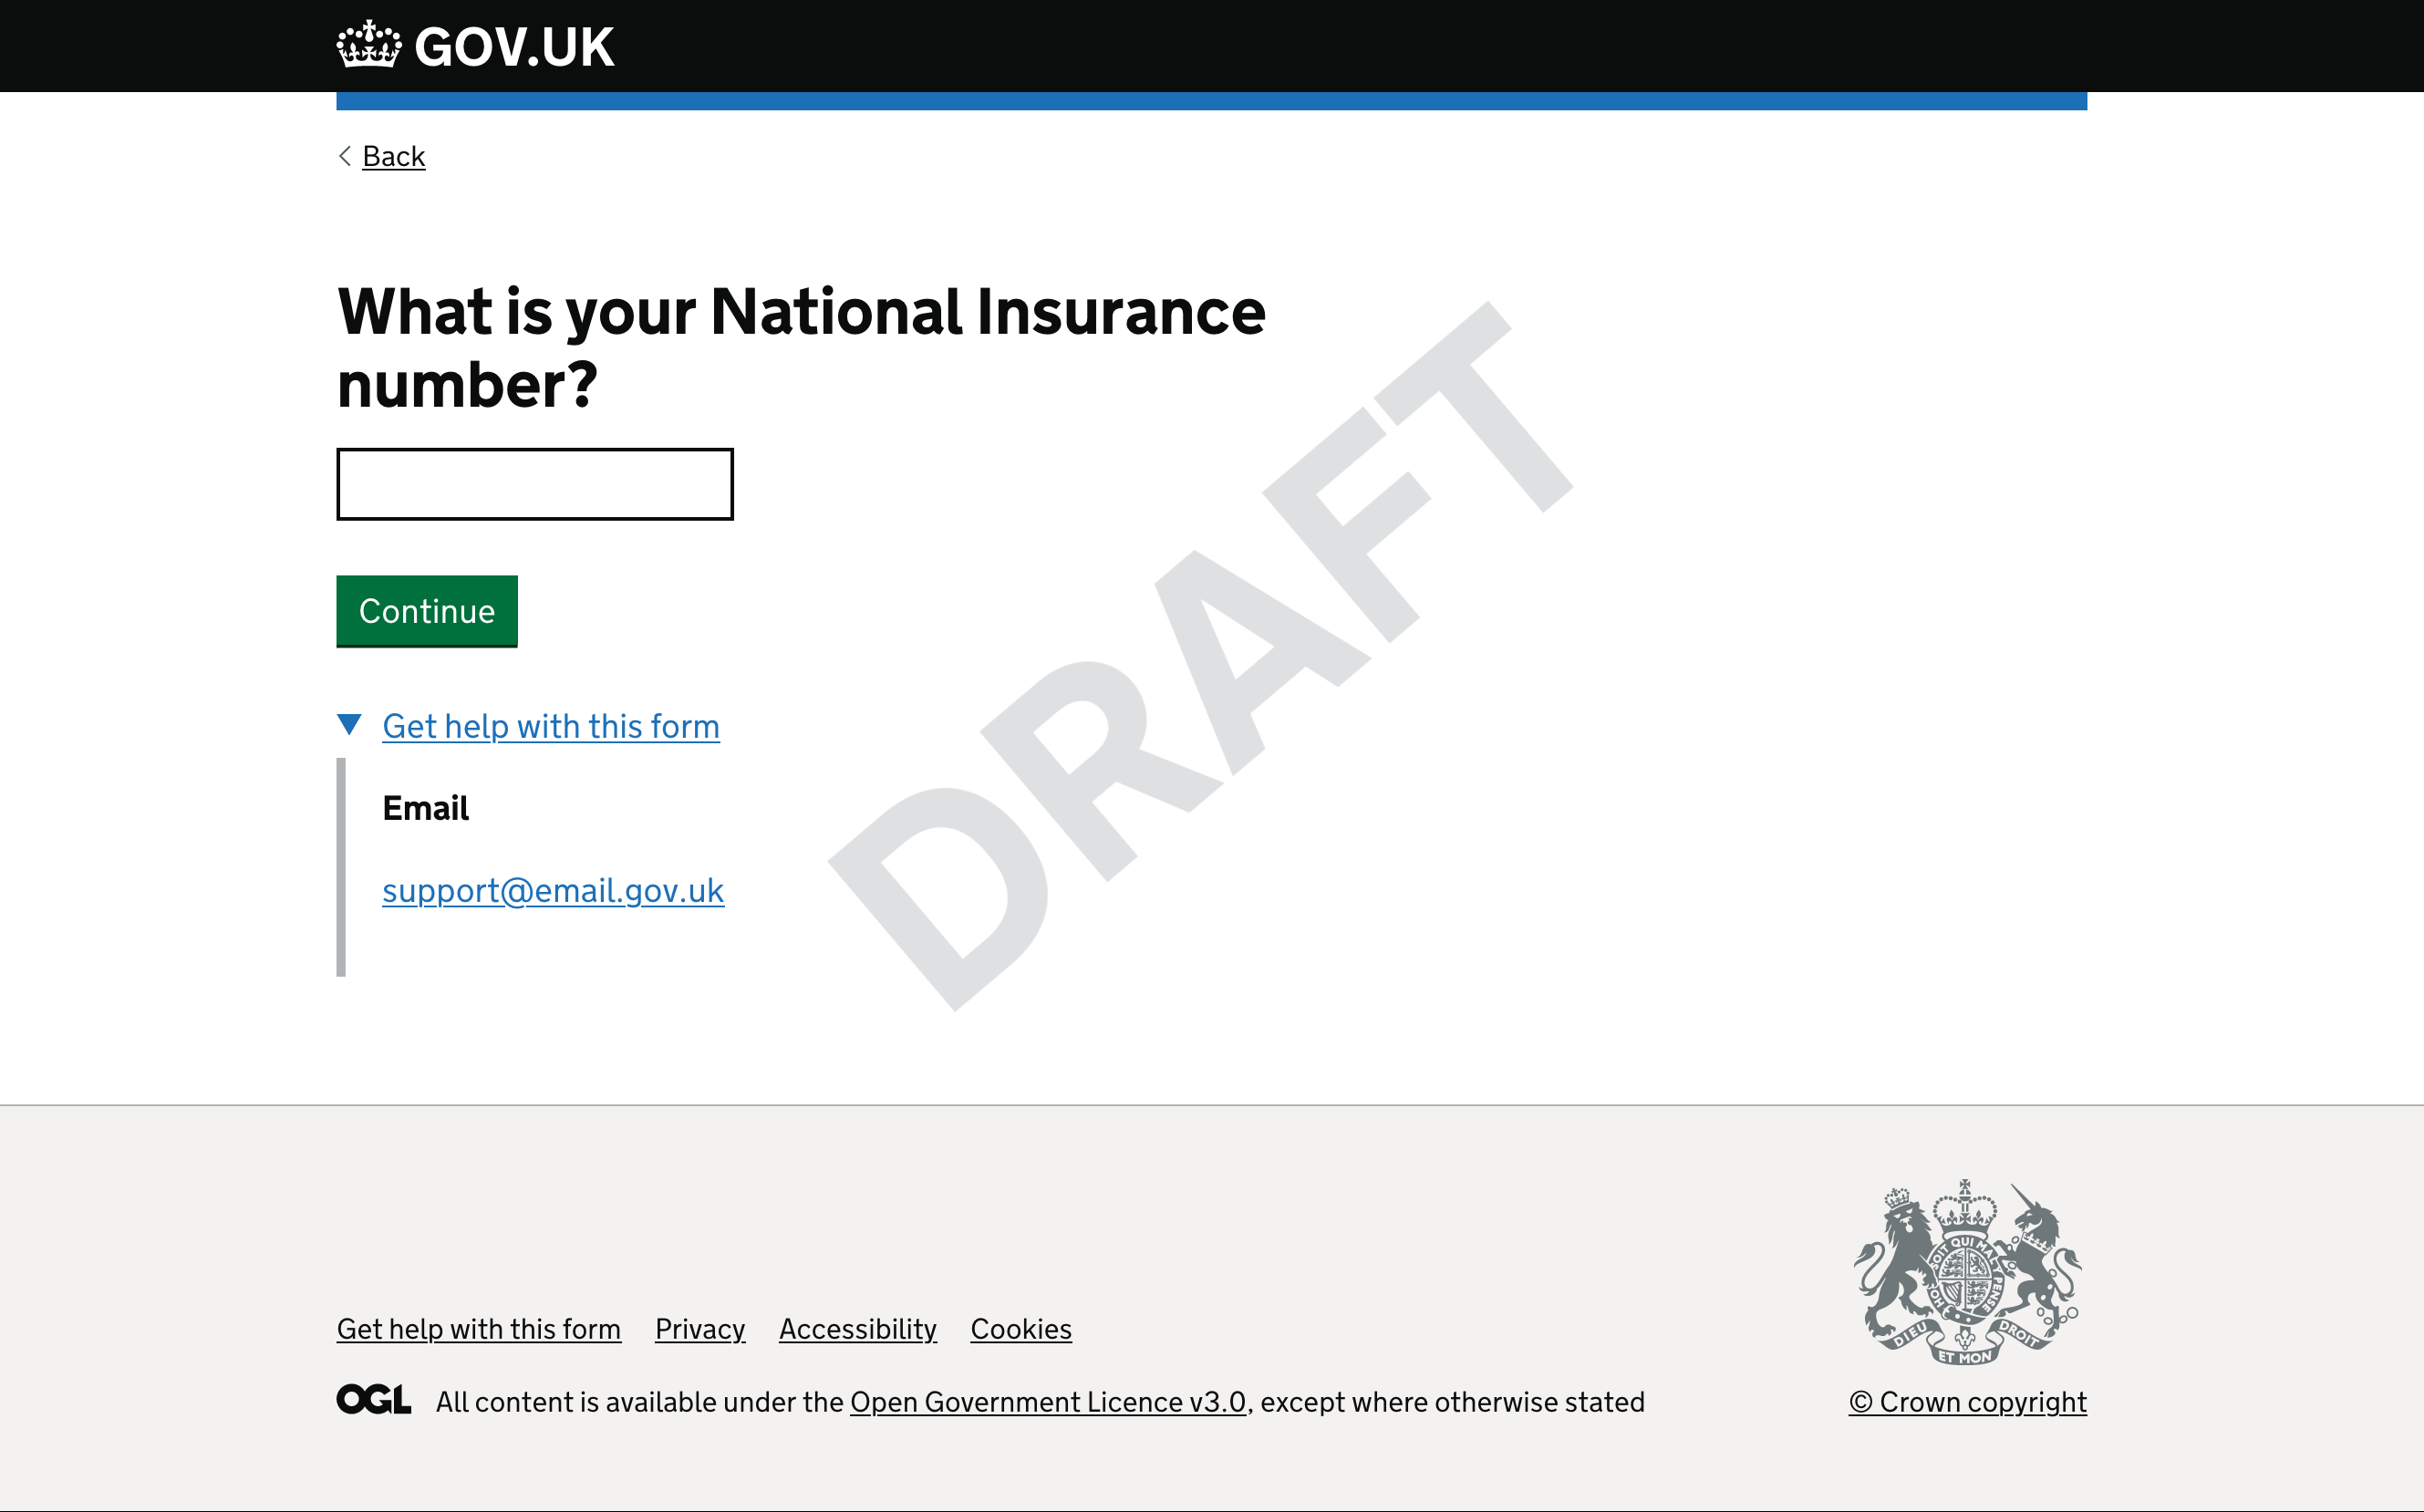 GOV.UK
Back
What is your National Insurance
number?
Continue
Get help with this form
Email
support@email.gov.uk
DRAFT
Get help with this form Privacy Accessibility Cookies
OGL All content is available under the Open Government Licence v3.0, except where otherwise stated
DIEU ET MON DROIT
© Crown copyright